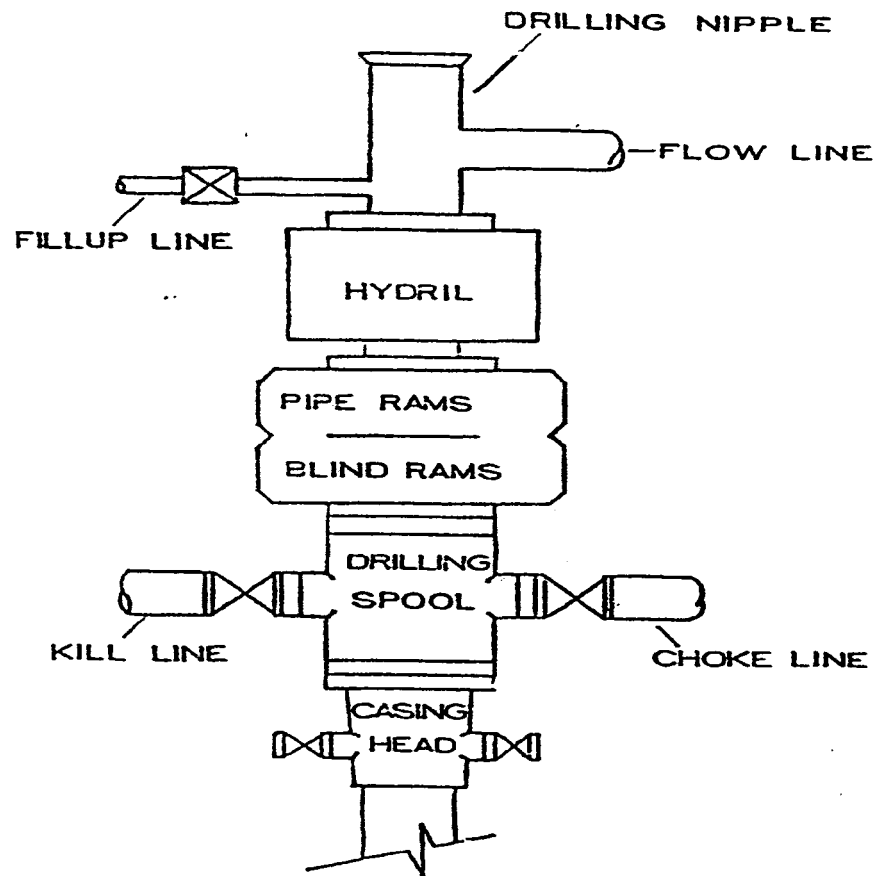 DRILLING NIPPLE
FLOW LINE
FILLUP LINE
HYDRIL
PIPE RAMS
BLIND RAMS
DRILLING
SPOOL
KILL LINE
CHOKE LINE
CASING
HEAD